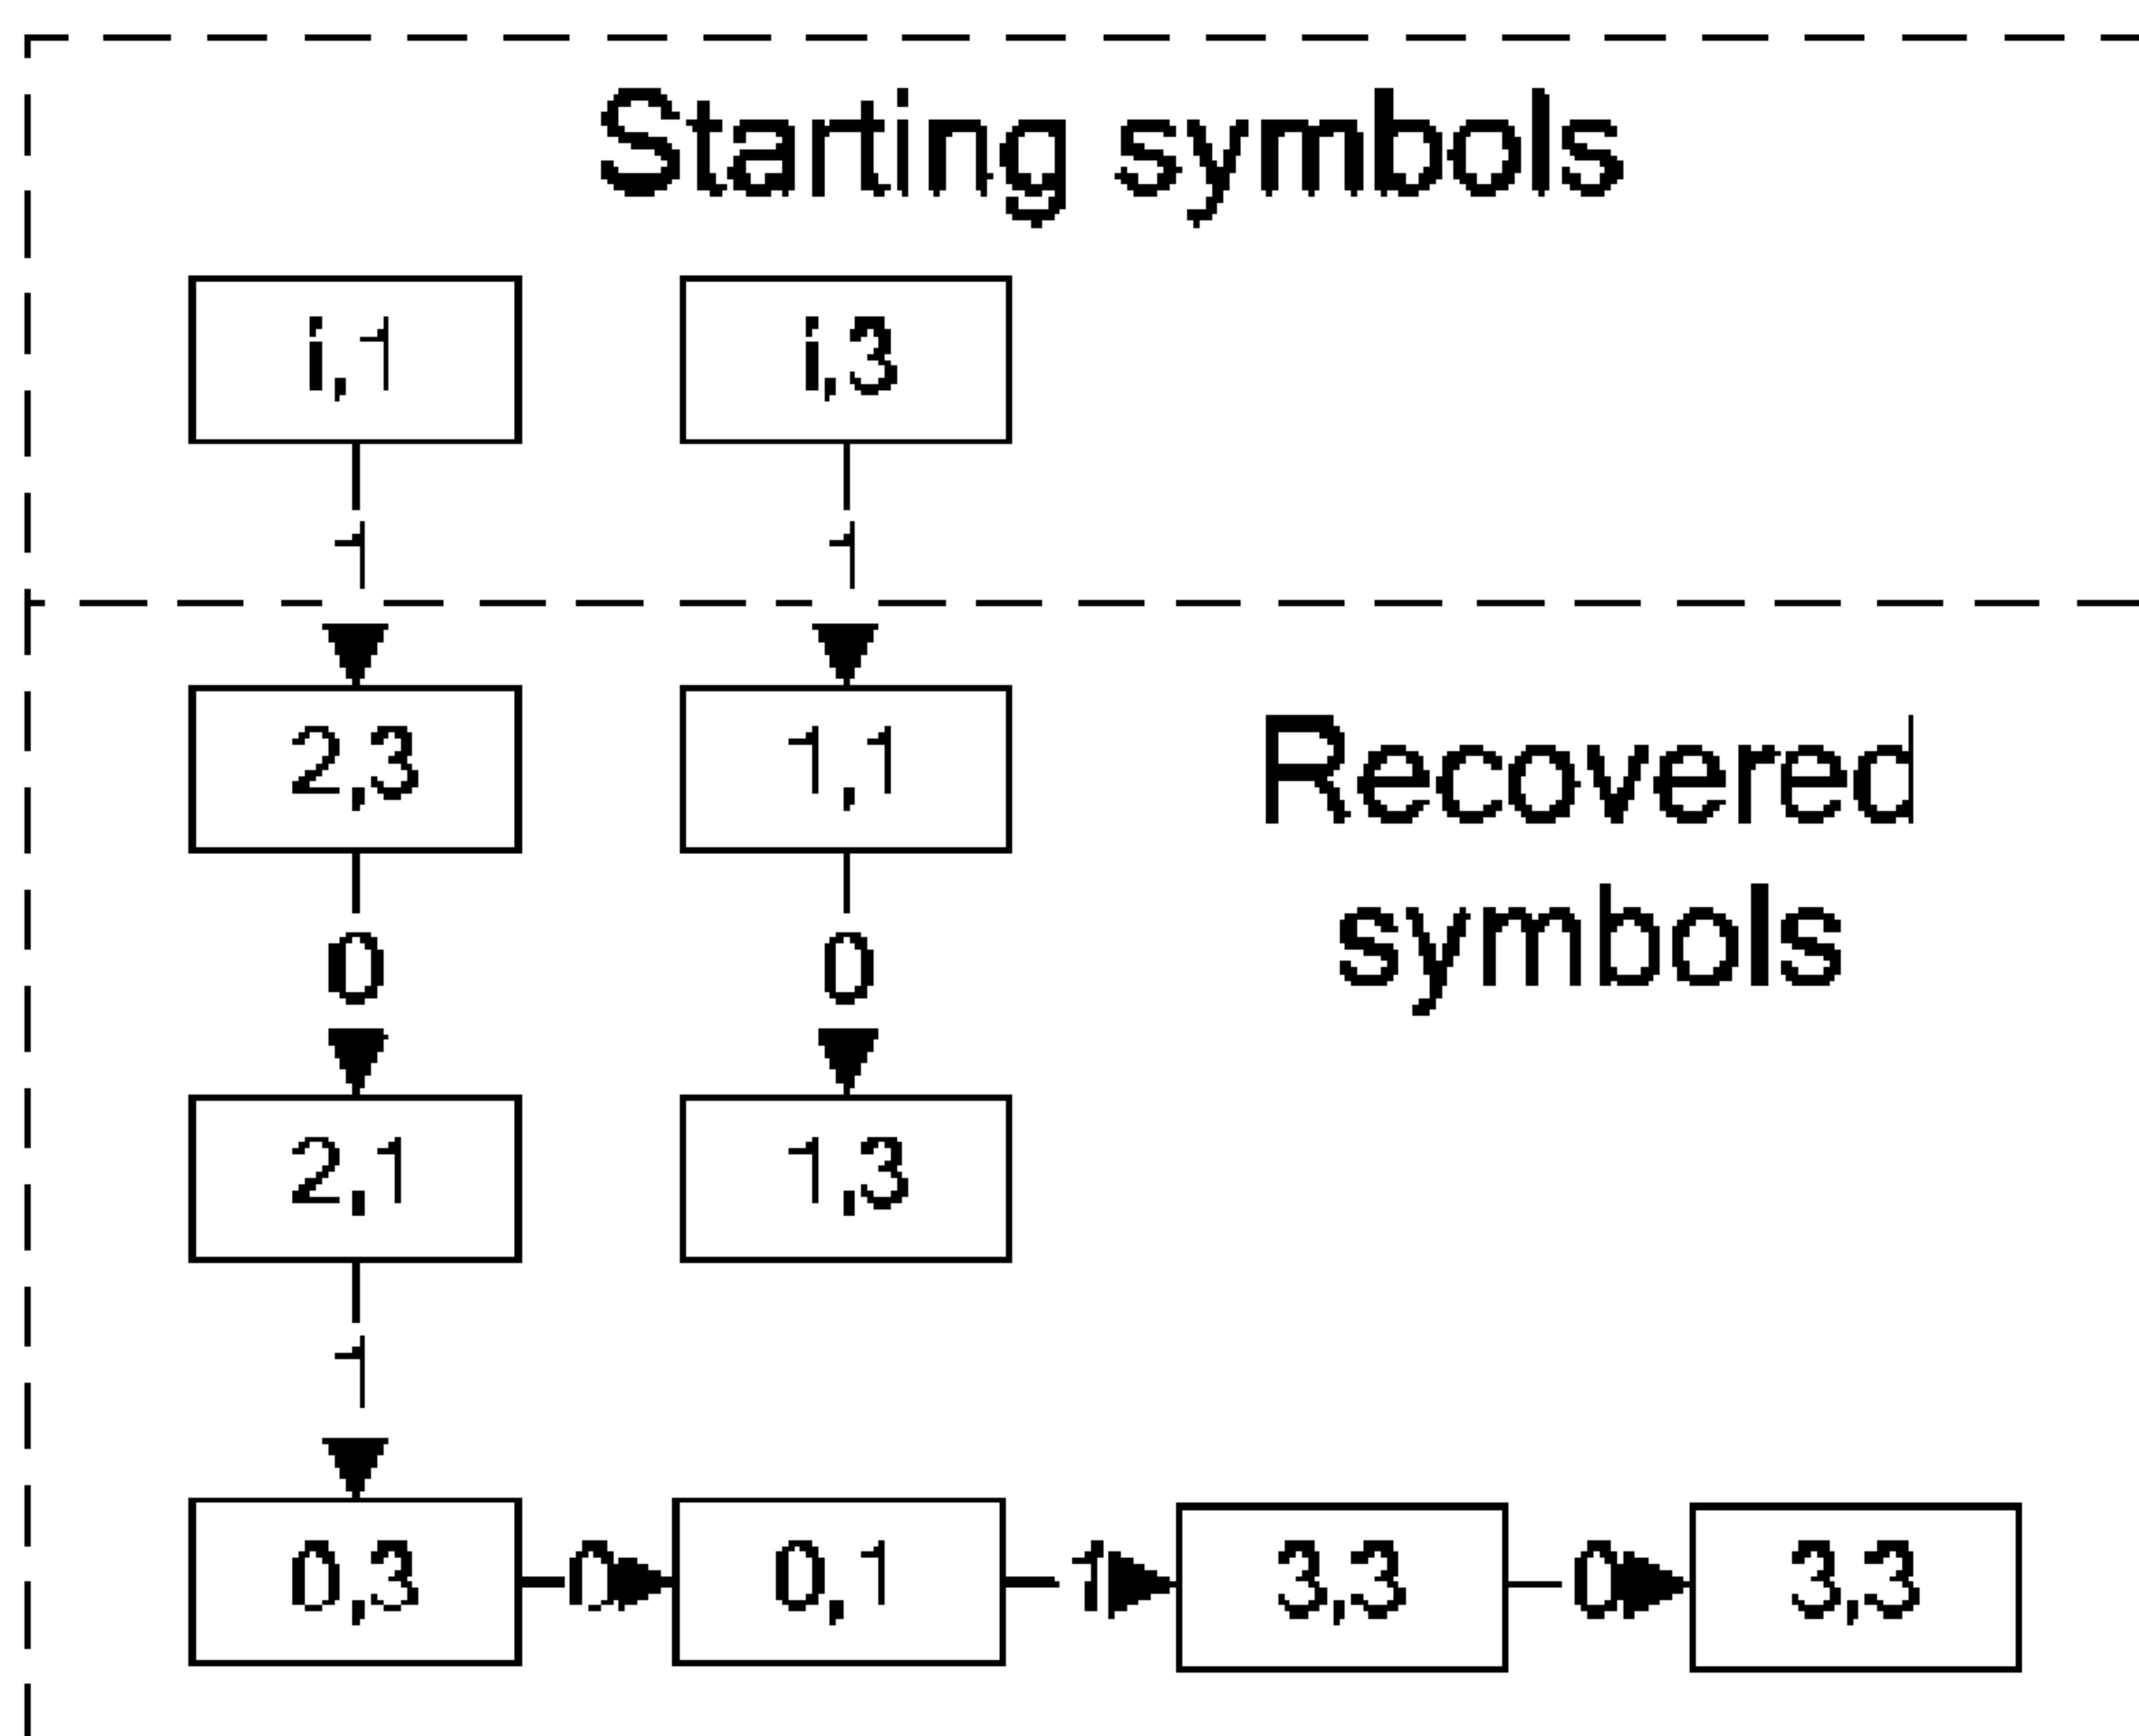 Starting symbols
i,1 i,3
1 1
2,3 1,1 Recovered
symbols
0 0
2,1 1,3
1
0,3 0 0,1 1 3,3 0 3,3